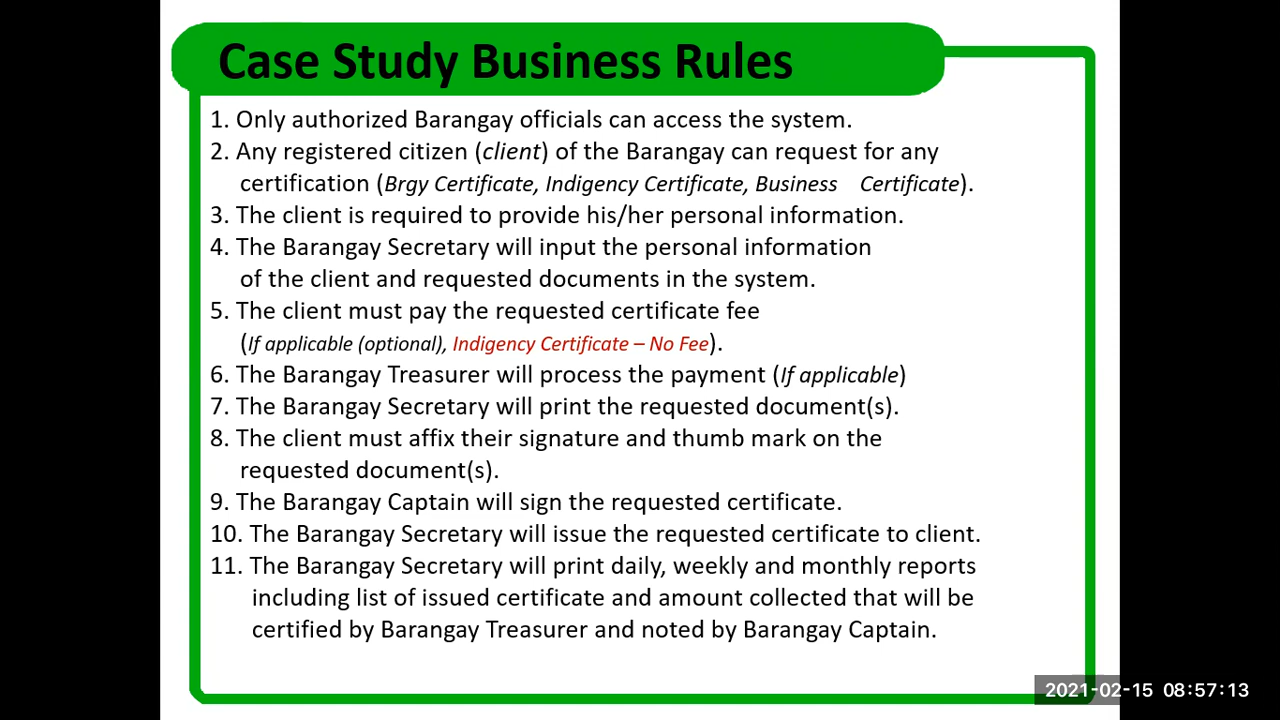 Case Study Business Rules
1. Only authorized Barangay officials can access the system.
2. Any registered citizen (client) of the Barangay can request for any
certification (Brgy Certificate, Indigency Certificate, Business Certificate).
3. The client is required to provide his/her personal information.
4. The Barangay Secretary will input the personal information
of the client and requested documents in the system.
5. The client must pay the requested certificate fee
(If applicable (optional), Indigency Certificate – No Fee).
6. The Barangay Treasurer will process the payment (If applicable)
7. The Barangay Secretary will print the requested document(s).
8. The client must affix their signature and thumb mark on the
requested document(s).
9. The Barangay Captain will sign the requested certificate.
10. The Barangay Secretary will issue the requested certificate to client.
11. The Barangay Secretary will print daily, weekly and monthly reports
including list of issued certificate and amount collected that will be
certified by Barangay Treasurer and noted by Barangay Captain.
2021-02-15 08:57:13